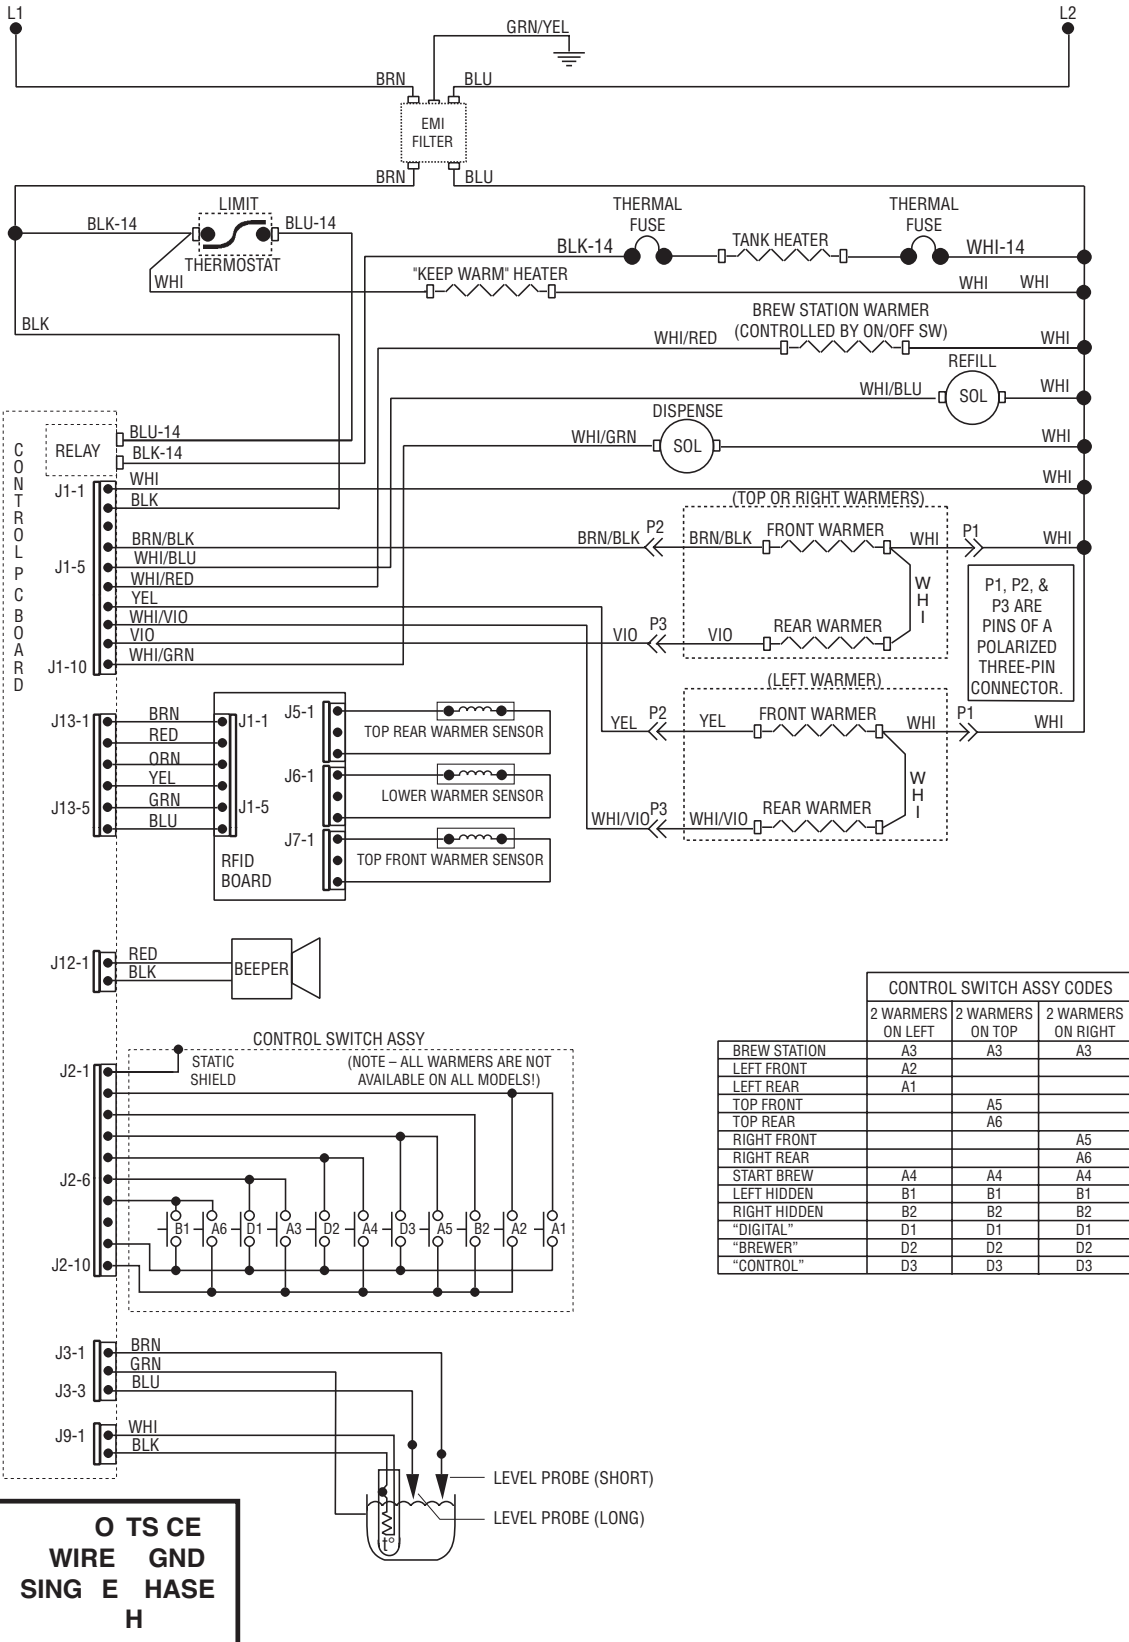 L1
L2
GRN/YEL
BRN
BLU
EMI
FILTER
BRN
BLU
LIMIT
THERMOSTAT
BLK-14
BLU-14
WHI
THERMAL
FUSE
THERMAL
FUSE
BLK-14
TANK HEATER
WHI-14
"KEEP WARM" HEATER
WHI
WHI
BLK
BREW STATION WARMER
(CONTROLLED BY ON/OFF SW)
WHI/RED
WHI
REFILL
WHI/BLU
SOL
WHI
DISPENSE
WHI/GRN
SOL
WHI
CONTROL PC BOARD
RELAY
BLU-14
BLK-14
J1-1
WHI
WHI
BLK
BRN/BLK
J1-5
WHI/BLU
WHI/RED
YEL
WHI/VIO
VIO
J1-10
WHI/GRN
(TOP OR RIGHT WARMERS)
BRN/BLK
P2
BRN/BLK
FRONT WARMER
WHI
P1
WHI
WHI
VIO
P3
VIO
REAR WARMER
P1, P2, &
P3 ARE
PINS OF A
POLARIZED
THREE-PIN
CONNECTOR.
(LEFT WARMER)
YEL
P2
YEL
FRONT WARMER
WHI
P1
WHI
WHI
WHI/VIO
P3
WHI/VIO
REAR WARMER
J13-1
BRN
RED
ORN
YEL
J13-5
GRN
BLU
J1-1
J1-5
RFID
BOARD
J5-1
TOP REAR WARMER SENSOR
J6-1
LOWER WARMER SENSOR
J7-1
TOP FRONT WARMER SENSOR
J12-1
RED
BLK
BEEPER
CONTROL SWITCH ASSY
STATIC
SHIELD
(NOTE – ALL WARMERS ARE NOT
AVAILABLE ON ALL MODELS!)
J2-1
J2-6
J2-10
B1 A6 D1 A3 D2 A4 D3 A5 B2 A2 A1
CONTROL SWITCH ASSY CODES
2 WARMERS ON LEFT 2 WARMERS ON TOP 2 WARMERS ON RIGHT
BREW STATION A3 A3 A3
LEFT FRONT A2
LEFT REAR A1
TOP FRONT A5
TOP REAR A6
RIGHT FRONT A5
RIGHT REAR A6
START BREW A4 A4 A4
LEFT HIDDEN B1 B1 B1
RIGHT HIDDEN B2 B2 B2
“DIGITAL” D1 D1 D1
“BREWER” D2 D2 D2
“CONTROL” D3 D3 D3
J3-1
BRN
GRN
J3-3
BLU
J9-1
WHI
BLK
t°
LEVEL PROBE (SHORT)
LEVEL PROBE (LONG)
O TS CE
WIRE GND
SING E HASE
H